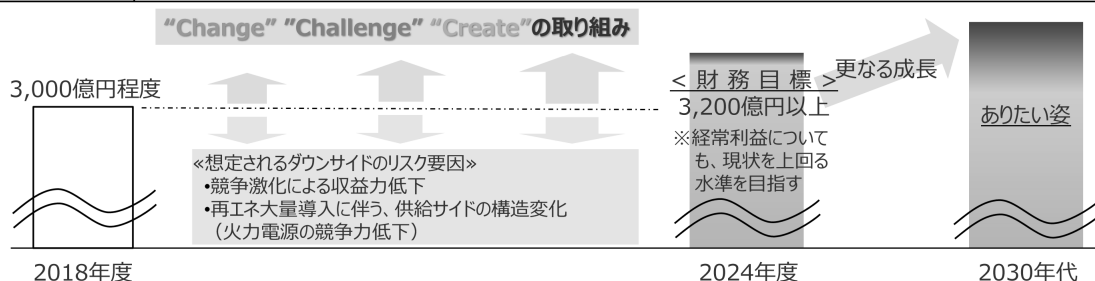 “Change” ”Challenge” “Create”の取り組み
3,000億円程度
«想定されるダウンサイドのリスク要因»
•競争激化による収益力低下
•再エネ大量導入に伴う、供給サイドの構造変化
（火力電源の競争力低下）
<財務目標>
3,200億円以上
※経常利益について
も、現状を上回る
水準を目指す
更なる成長
ありたい姿
2018年度
2024年度
2030年代